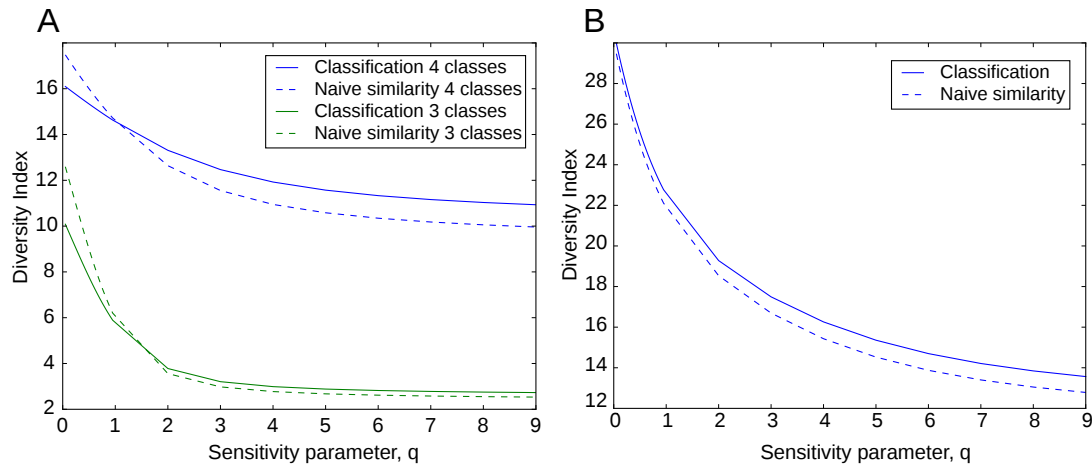 A
B
Classification 4 classes
Naive similarity 4 classes
Classification 3 classes
Naive similarity 3 classes
16
14
12
10
8
6
4
2
Diversity Index
0 1 2 3 4 5 6 7 8 9
Sensitivity parameter, q
Classification
Naive similarity
28
26
24
22
20
18
16
14
12
Diversity Index
0 1 2 3 4 5 6 7 8 9
Sensitivity parameter, q